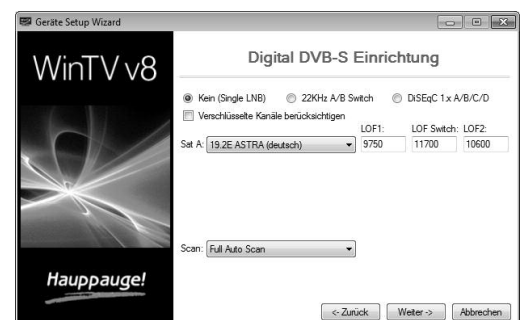 Geräte Setup Wizard
WinTV v8
Digital DVB-S Einrichtung
Kein (Single LNB) 22KHz A/B Switch DiSEqC 1.x A/B/C/D
Verschlüsselte Kanäle berücksichtigen
LOF1: LOF Switch: LOF2:
Sat A: 19.2E ASTRA (deutsch) 9750 11700 10600
Scan: Full Auto Scan
Hauppauge!
<- Zurück Weiter -> Abbrechen